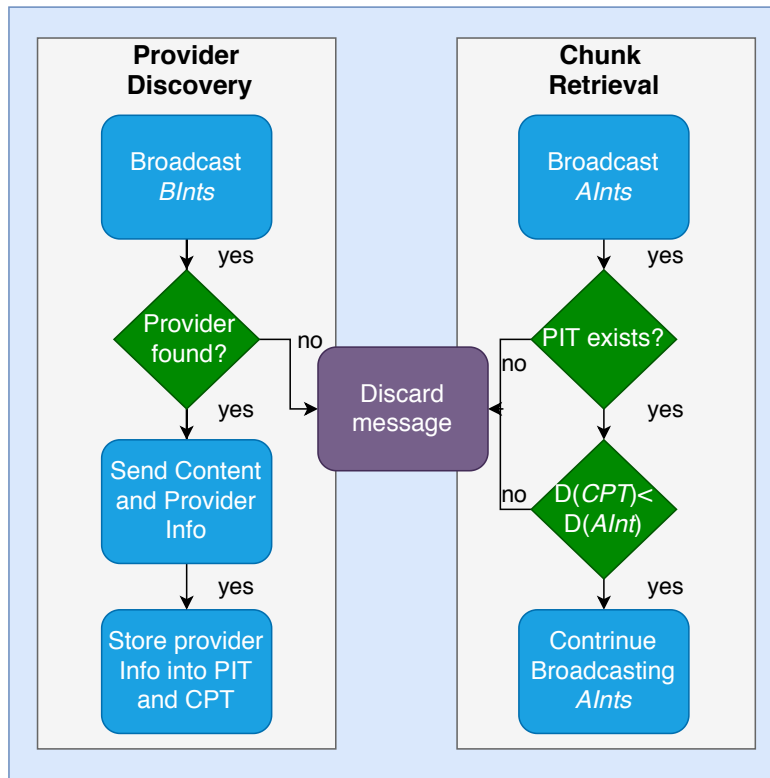 Provider
Discovery
Broadcast
BInts
yes
Provider
found?
no
yes
Send Content
and Provider
Info
yes
Store provider
Info into PIT
and CPT
Discard
message
Chunk
Retrieval
Broadcast
AInts
yes
PIT exists?
no
yes
D(CPT)<
D(AInt)
no
yes
Contrinue
Broadcasting
AInts